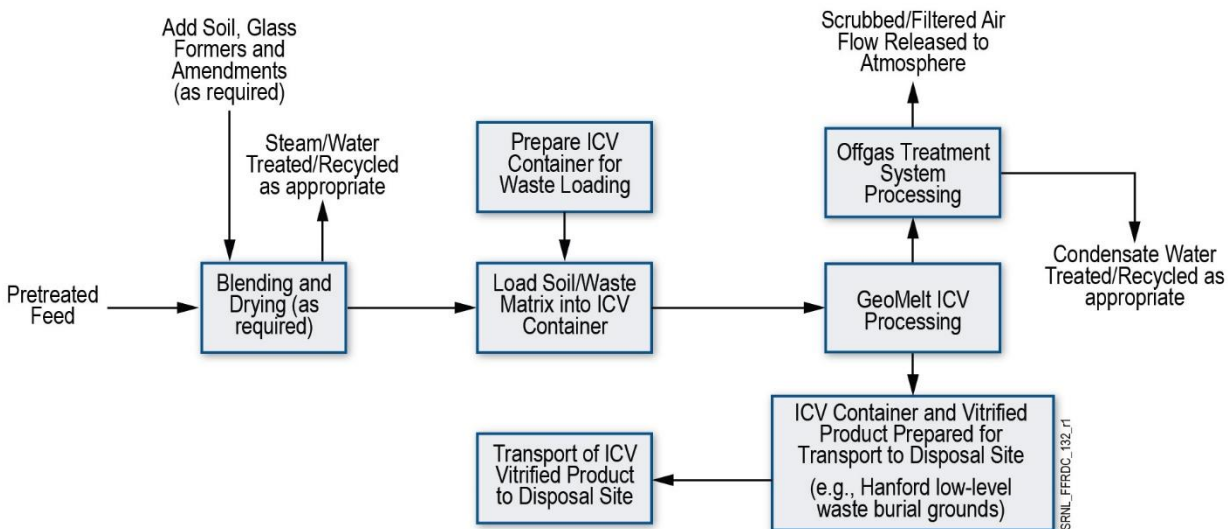 Add Soil, Glass
Formers and
Amendments
(as required)
Steam/Water
Treated/Recycled
as appropriate
Prepare ICV
Container for
Waste Loading
Scrubbed/Filtered Air
Flow Released to
Atmosphere
Offgas Treatment
System
Processing
Pretreated
Feed
Blending and
Drying (as
required)
Load Soil/Waste
Matrix into ICV
Container
GeoMelt ICV
Processing
Condensate Water
Treated/Recycled as
appropriate
Transport of ICV
Vitrified Product
to Disposal Site
ICV Container and Vitrified
Product Prepared for
Transport to Disposal Site
(e.g., Hanford low-level
waste burial grounds)
SRNL_FFRDC_132_r1